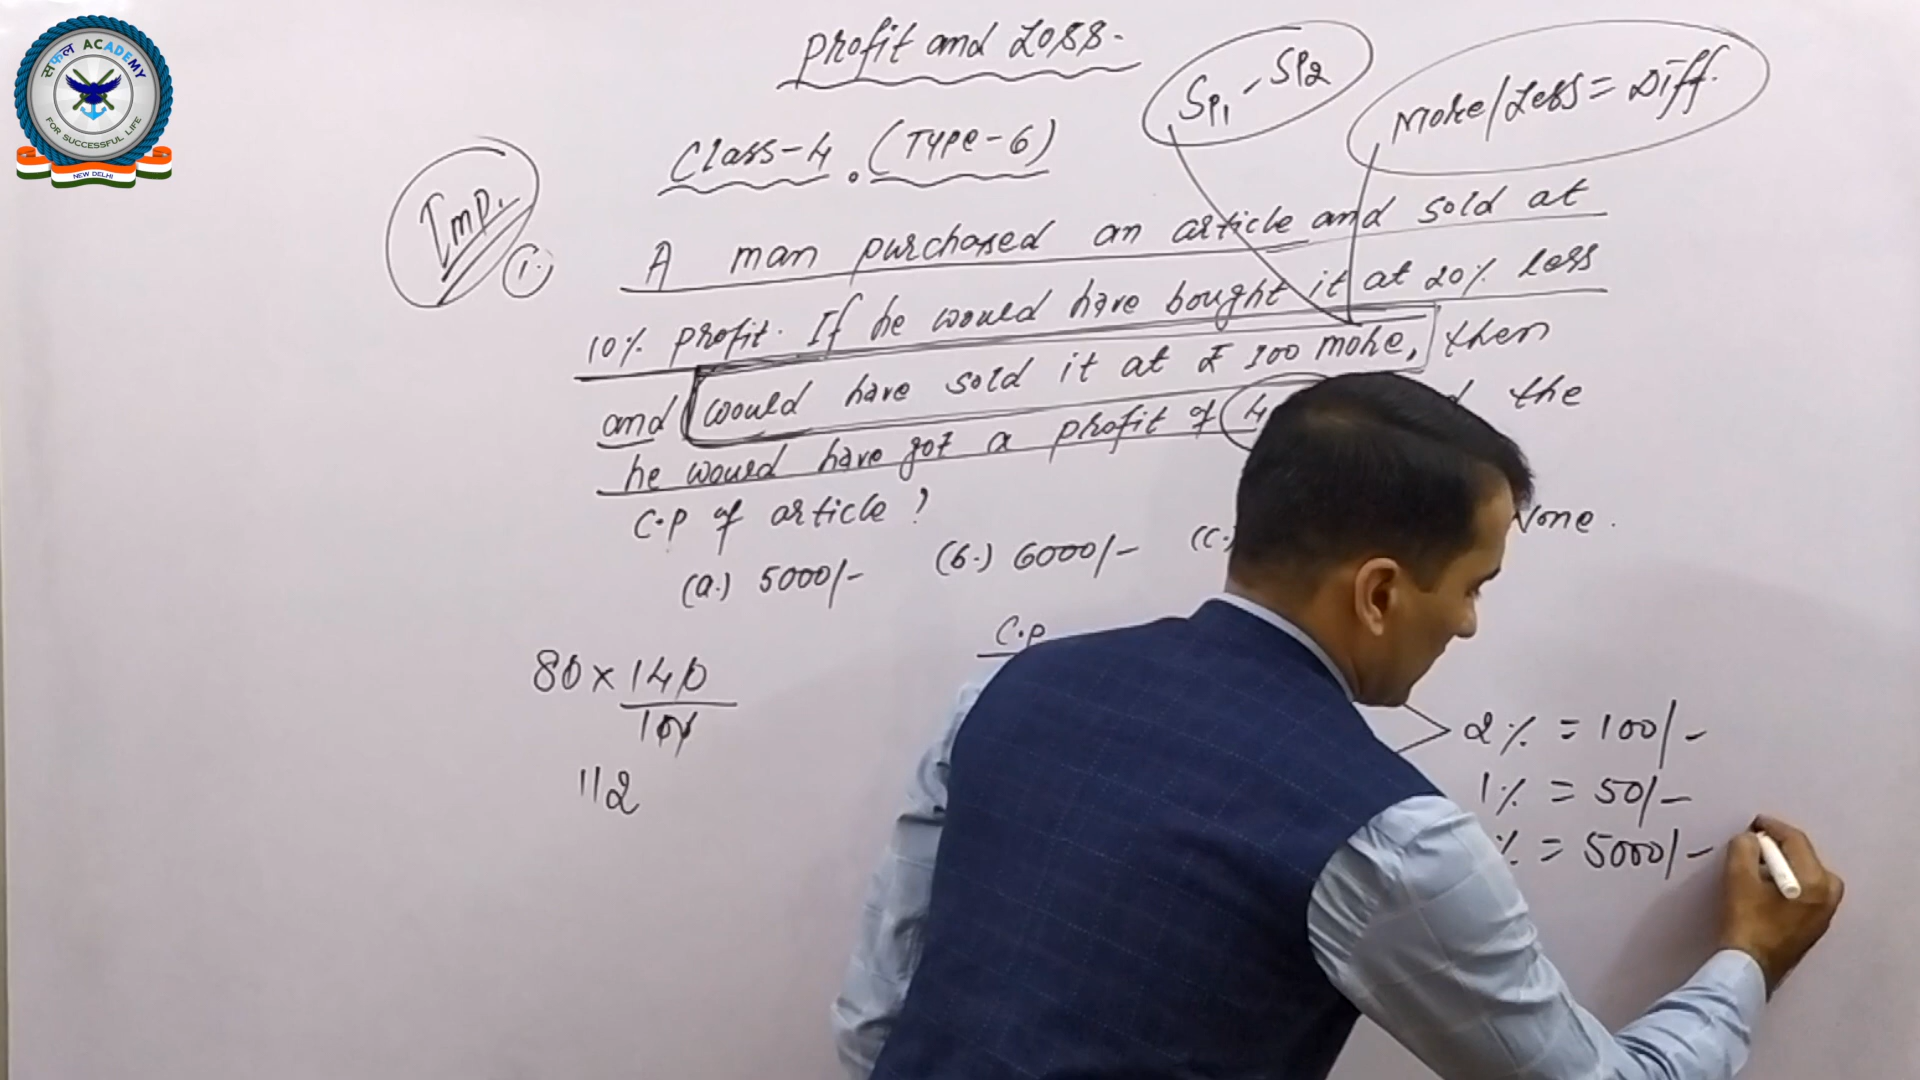 सफल ACADEMY
FOR SUCCESSFUL LIFE
NEW DELHI
Profit and Loss.
SP1 - SP2
More/Less = Diff.
Class-4. (Type-6)
Imp.
1.
A man purchased an article and sold at
10% profit. If he would have bought it at 20% loss
and would have sold it at ₹ 100 more, then
he would have got a profit of 4 the
C.P of article?
(a.) 5000/- (b.) 6000/- (c. None.
80 x 140
100
112
C.P
2% = 100/-
1% = 50/-
% = 5000/-